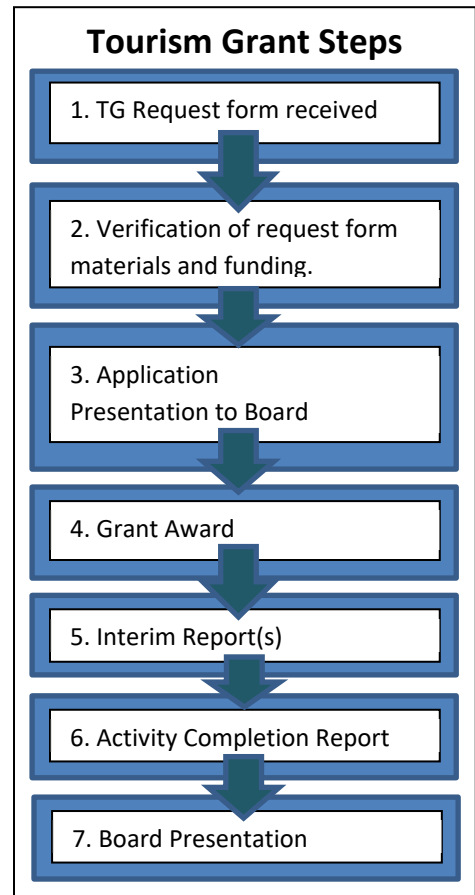 Tourism Grant Steps
1. TG Request form received
2. Verification of request form
materials and funding.
3. Application
Presentation to Board
4. Grant Award
5. Interim Report(s)
6. Activity Completion Report
7. Board Presentation